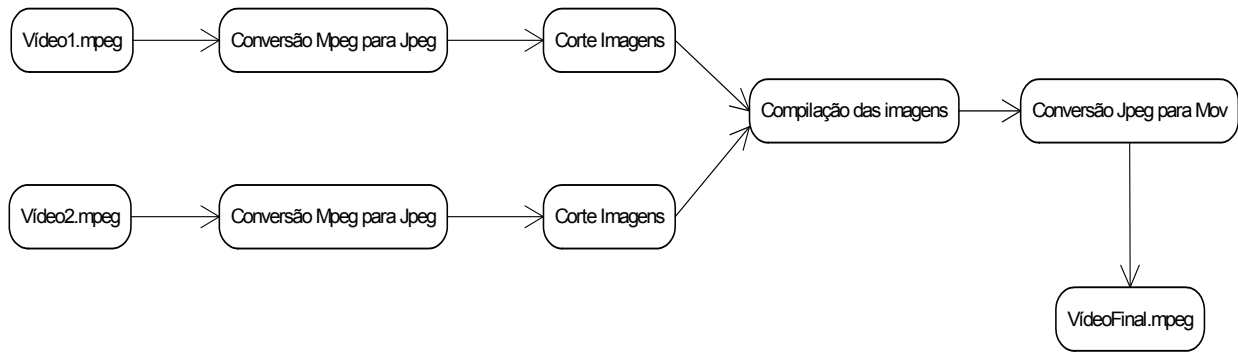 Vídeo1.mpeg
Conversão Mpeg para Jpeg
Corte Imagens
Compilação das imagens
Conversão Jpeg para Mov
Vídeo2.mpeg
Conversão Mpeg para Jpeg
Corte Imagens
VídeoFinal.mpeg